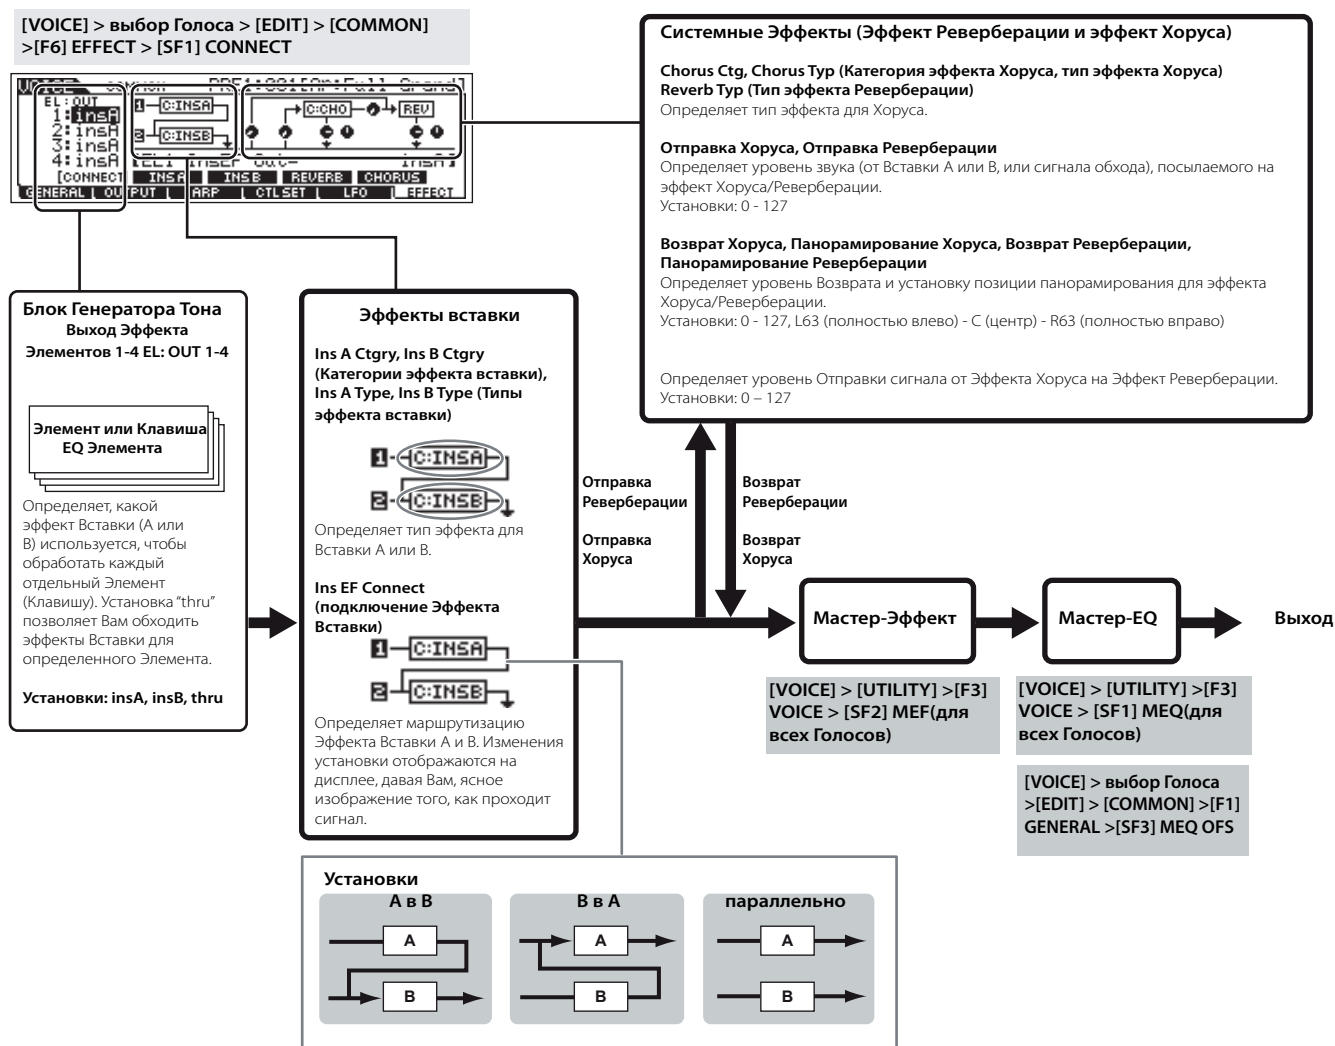 [VOICE] > выбор Голоса > [EDIT] > [COMMON]
>[F6] EFFECT > [SF1] CONNECT
EL:OUT
1:insA
2:insA
3:insA
4:insA
1 C:INSA
2 C:INSB
C:CHO
REV
[CONNECT INS A INS B REVERB CHORUS
GENERAL OUTPUT ARP CTL SET LFO EFFECT
Системные Эффекты (Эффект Реверберации и эффект Хоруса)
Chorus Ctg, Chorus Typ (Категория эффекта Хоруса, тип эффекта Хоруса)
Reverb Typ (Тип эффекта Реверберации)
Определяет тип эффекта для Хоруса.
Отправка Хоруса, Отправка Реверберации
Определяет уровень звука (от Вставки А или В, или сигнала обхода), посылаемого на
эффект Хоруса/Реверберации.
Установки: 0 - 127
Возврат Хоруса, Панорамирование Хоруса, Возврат Реверберации,
Панорамирование Реверберации
Определяет уровень Возврата и установку позиции панорамирования для эффекта
Хоруса/Реверберации.
Установки: 0 - 127, L63 (полностью влево) - C (центр) - R63 (полностью вправо)
Определяет уровень Отправки сигнала от Эффекта Хоруса на Эффект Реверберации.
Установки: 0 – 127
Блок Генератора Тона
Выход Эффекта
Элементов 1-4 EL: OUT 1-4
Элемент или Клавиша
EQ Элемента
Определяет, какой
эффект Вставки (А или
В) используется, чтобы
обработать каждый
отдельный Элемент
(Клавишу). Установка "thru"
позволяет Вам обходить
эффекты Вставки для
определенного Элемента.
Установки: insA, insB, thru
Эффекты вставки
Ins A Ctgry, Ins B Ctgry
(Категории эффекта вставки),
Ins A Type, Ins B Type (Типы
эффекта вставки)
1 C:INSA
2 C:INSB
Определяет тип эффекта для
Вставки А или В.
Ins EF Connect
(подключение Эффекта
Вставки)
1 C:INSA
2 C:INSB
Определяет маршрутизацию
Эффекта Вставки А и В. Изменения
установки отображаются на
дисплее, давая Вам, ясное
изображение того, как проходит
сигнал.
Отправка
Реверберации
Отправка
Хоруса
Возврат
Реверберации
Возврат
Хоруса
Мастер-Эффект
Мастер-EQ
Выход
[VOICE] > [UTILITY] >[F3]
VOICE > [SF2] MEF(для
всех Голосов)
[VOICE] > [UTILITY] >[F3]
VOICE > [SF1] MEQ(для
всех Голосов)
[VOICE] > выбор Голоса
>[EDIT] > [COMMON] >[F1]
GENERAL >[SF3] MEQ OFS
Установки
А в В
A
B
В в А
A
B
параллельно
A
B